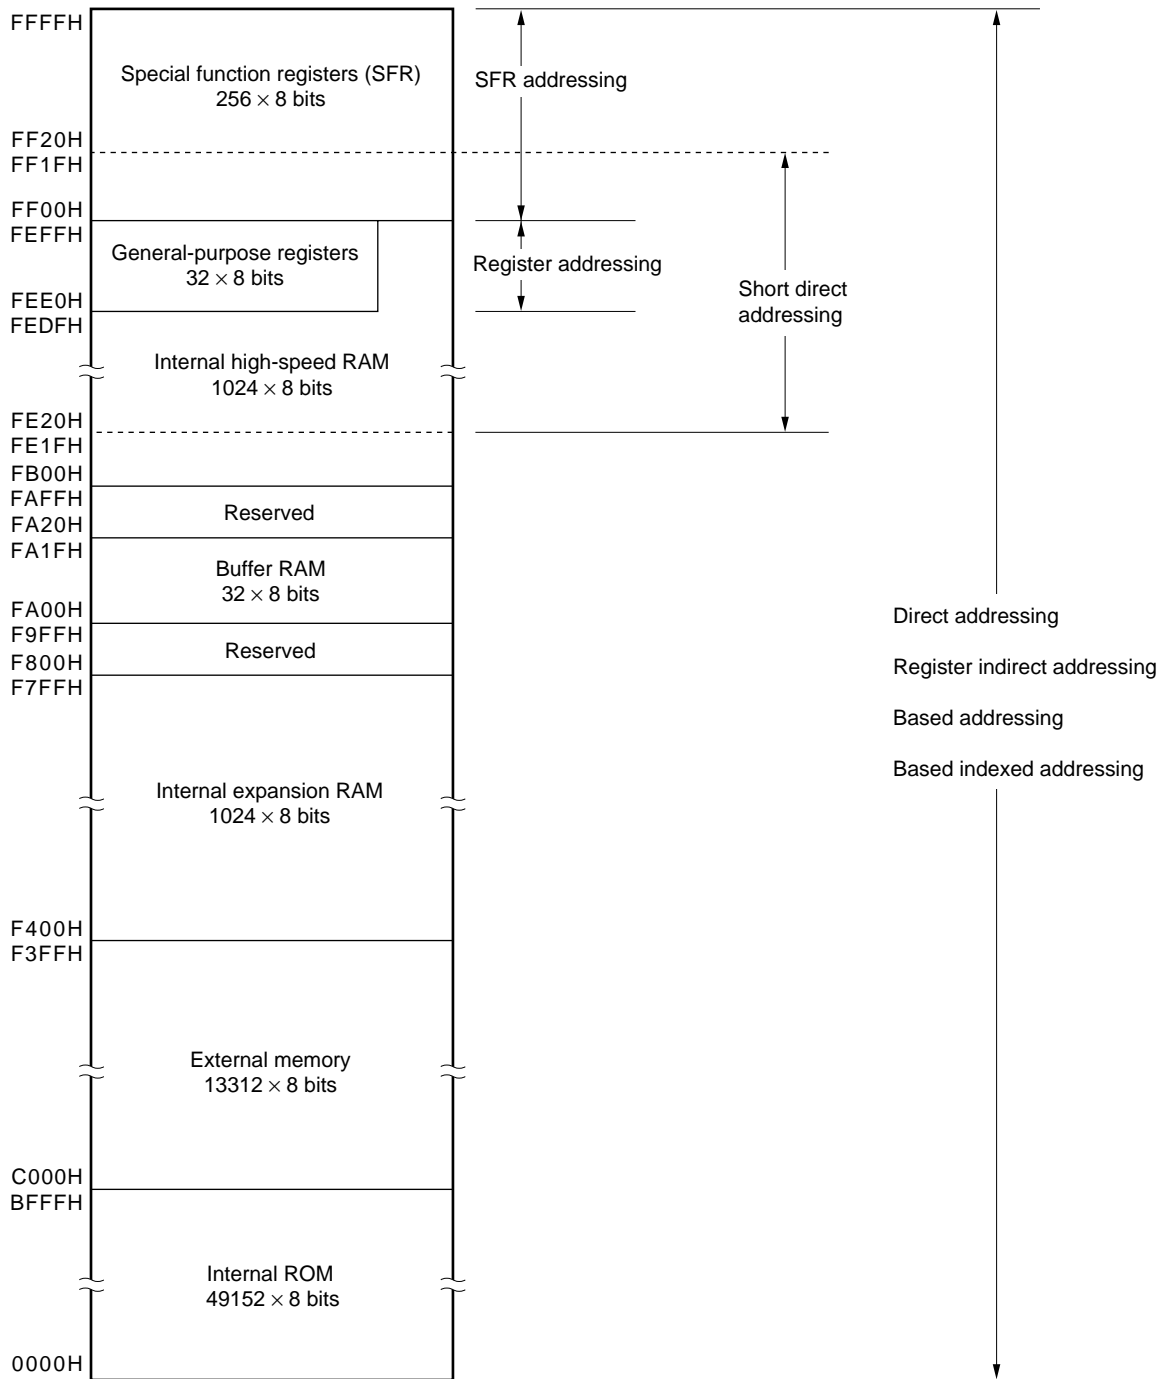 FFFFH
Special function registers (SFR)
256 × 8 bits
SFR addressing
FF20H
FF1FH
FF00H
FEFFH
General-purpose registers
32 × 8 bits
Register addressing
FEE0H
FEDFH
Short direct
addressing
Internal high-speed RAM
1024 × 8 bits
FE20H
FE1FH
FB00H
FAFFH
Reserved
FA20H
FA1FH
Buffer RAM
32 × 8 bits
FA00H
F9FFH
Reserved
F800H
F7FFH
Direct addressing
Register indirect addressing
Based addressing
Based indexed addressing
Internal expansion RAM
1024 × 8 bits
F400H
F3FFH
External memory
13312 × 8 bits
C000H
BFFFH
Internal ROM
49152 × 8 bits
0000H